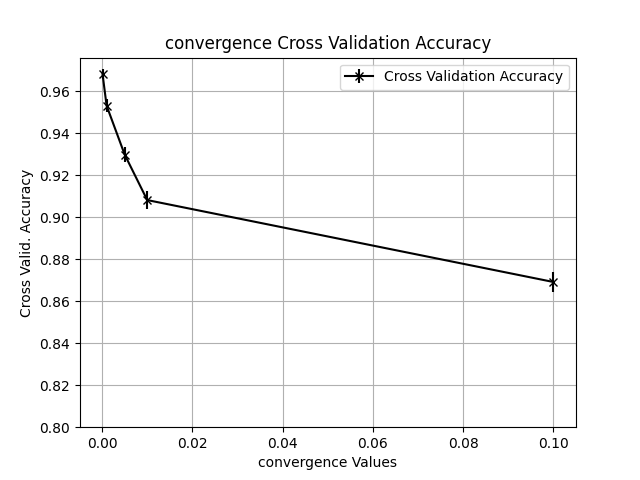 convergence Cross Validation Accuracy
Cross Validation Accuracy
0.96
0.94
0.92
0.90
0.88
0.86
0.84
0.82
0.80
Cross Valid. Accuracy
0.00 0.02 0.04 0.06 0.08 0.10
convergence Values